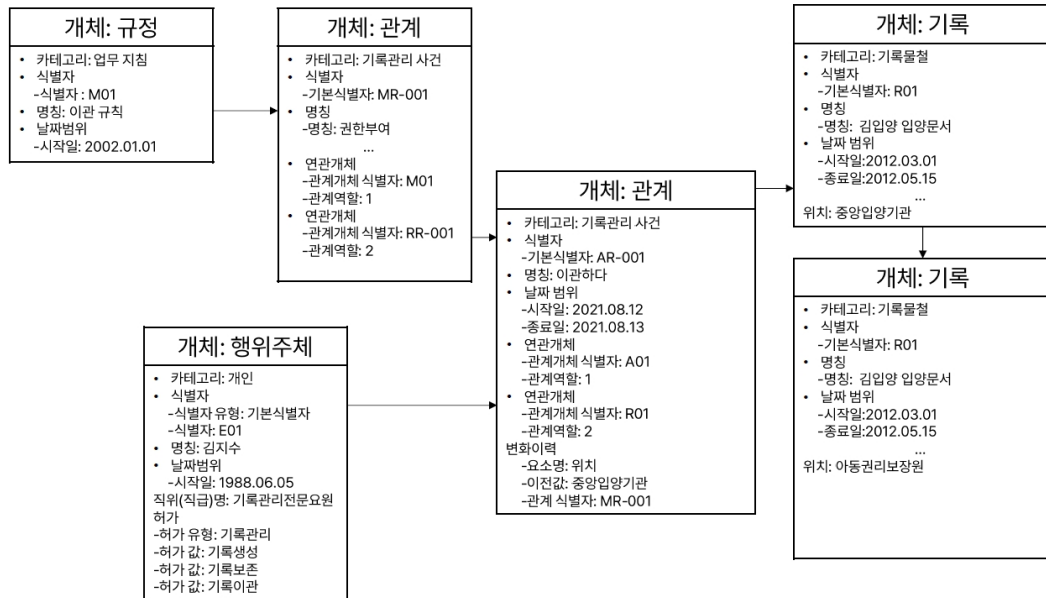 개체: 규정
• 카테고리: 업무 지침
• 식별자
-식별자 : M01
• 명칭: 이관 규칙
• 날짜범위
-시작일: 2002.01.01
개체: 관계
• 카테고리: 기록관리 사건
• 식별자
-기본식별자: MR-001
• 명칭
-명칭: 권한부여
...
• 연관개체
-관계개체 식별자: M01
-관계역할: 1
• 연관개체
-관계개체 식별자: RR-001
-관계역할: 2
개체: 행위주체
• 카테고리: 개인
• 식별자
-식별자 유형: 기본식별자
-식별자: E01
• 명칭: 김지수
• 날짜범위
-시작일: 1988.06.05
직위(직급)명: 기록관리전문요원
허가
-허가 유형: 기록관리
-허가 값: 기록생성
-허가 값: 기록보존
-허가 값: 기록이관
개체: 관계
• 카테고리: 기록관리 사건
• 식별자
-기본식별자: AR-001
• 명칭: 이관하다
• 날짜 범위
-시작일: 2021.08.12
-종료일: 2021.08.13
• 연관개체
-관계개체 식별자: A01
-관계역할: 1
• 연관개체
-관계개체 식별자: R01
-관계역할: 2
변화이력
-요소명: 위치
-이전값: 중앙입양기관
-관계 식별자: MR-001
개체: 기록
• 카테고리: 기록물철
• 식별자
-기본식별자: R01
• 명칭
-명칭: 김입양 입양문서
• 날짜 범위
-시작일:2012.03.01
-종료일:2012.05.15
...
위치: 중앙입양기관
개체: 기록
• 카테고리: 기록물철
• 식별자
-기본식별자: R01
• 명칭
-명칭: 김입양 입양문서
• 날짜 범위
-시작일:2012.03.01
-종료일:2012.05.15
...
위치: 아동권리보장원